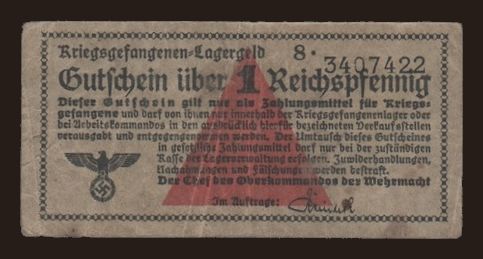 Kriegsgefangenen-Lagergeld 8 · 3407422
Gutschein über 1 Reichspfennig
Dieser Gutschein gilt nur als Zahlungsmittel für Kriegs-
gefangene und darf von ihnen nur innerhalb der Kriegsgefangenenlager oder
bei Arbeitskommandos in den ausdrücklich hierfür bezeichneten Verkaufsstellen
verausgabt und entgegengenommen werden. Der Umtausch dieses Gutscheines
in gesetzliche Zahlungsmittel darf nur bei der zuständigen
Kasse der Lagerverwaltung erfolgen. Zuwiderhandlungen,
Nachahmungen und Fälschungen werden bestraft.
Der Chef des Oberkommandos der Wehrmacht
Im Auftrage: